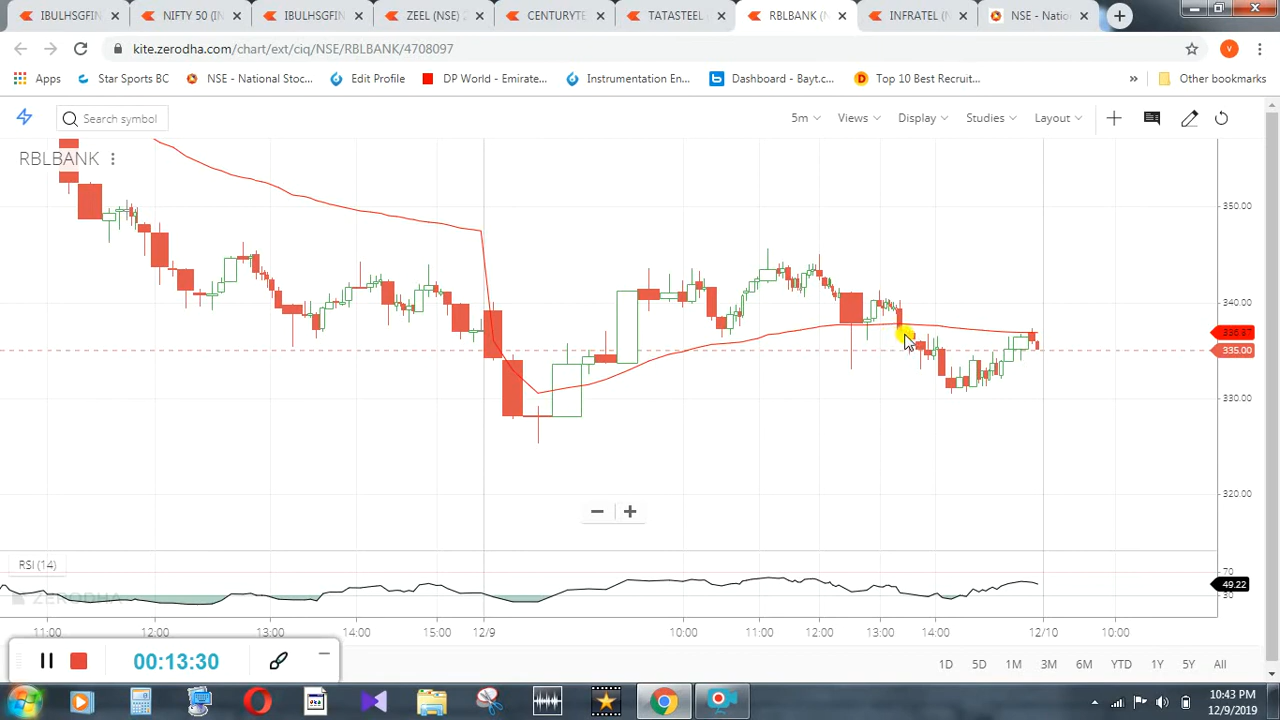 IBULHSGFIN
NIFTY 50 (IN
IBULHSGFIN
ZEEL (NSE)
CENTURYTE
TATASTEEL
RBLBANK (N
INFRATEL
NSE - Natio
kite.zerodha.com/chart/ext/ciq/NSE/RBLBANK/4708097
V
Apps
Star Sports BC
NSE - National Stoc...
Edit Profile
DP World - Emirate...
Instrumentation En...
Dashboard - Bayt.c...
Top 10 Best Recruit...
»
Other bookmarks
Search symbol
5m
Views
Display
Studies
Layout
RBLBANK
350.00
340.00
335.00
330.00
320.00
RSI (14)
70
49.22
30
ZERODHA
11:00
12:00
13:00
14:00
15:00
12/9
10:00
11:00
12:00
13:00
14:00
12/10
10:00
00:13:30
1D
5D
1M
3M
6M
YTD
1Y
5Y
All
10:43 PM
12/9/2019